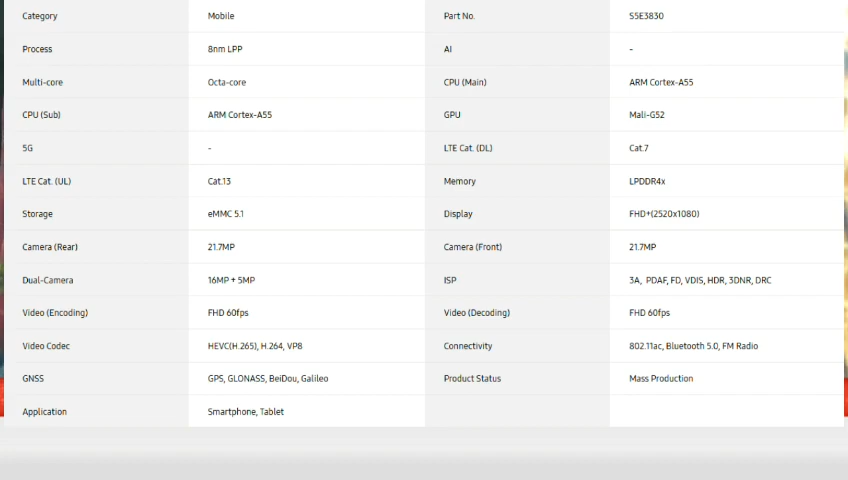 Category Mobile Part No. S5E3830
Process 8nm LPP AI -
Multi-core Octa-core CPU (Main) ARM Cortex-A55
CPU (Sub) ARM Cortex-A55 GPU Mali-G52
5G - LTE Cat. (DL) Cat.7
LTE Cat. (UL) Cat.13 Memory LPDDR4x
Storage eMMC 5.1 Display FHD+(2520x1080)
Camera (Rear) 21.7MP Camera (Front) 21.7MP
Dual-Camera 16MP + 5MP ISP 3A, PDAF, FD, VDIS, HDR, 3DNR, DRC
Video (Encoding) FHD 60fps Video (Decoding) FHD 60fps
Video Codec HEVC(H.265), H.264, VP8 Connectivity 802.11ac, Bluetooth 5.0, FM Radio
GNSS GPS, GLONASS, BeiDou, Galileo Product Status Mass Production
Application Smartphone, Tablet